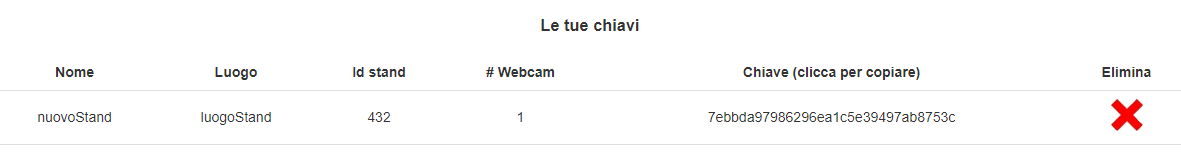 Le tue chiavi
Nome Luogo Id stand # Webcam Chiave (clicca per copiare) Elimina
nuovoStand luogoStand 432 1 7ebbda97986296ea1c5e39497ab8753c